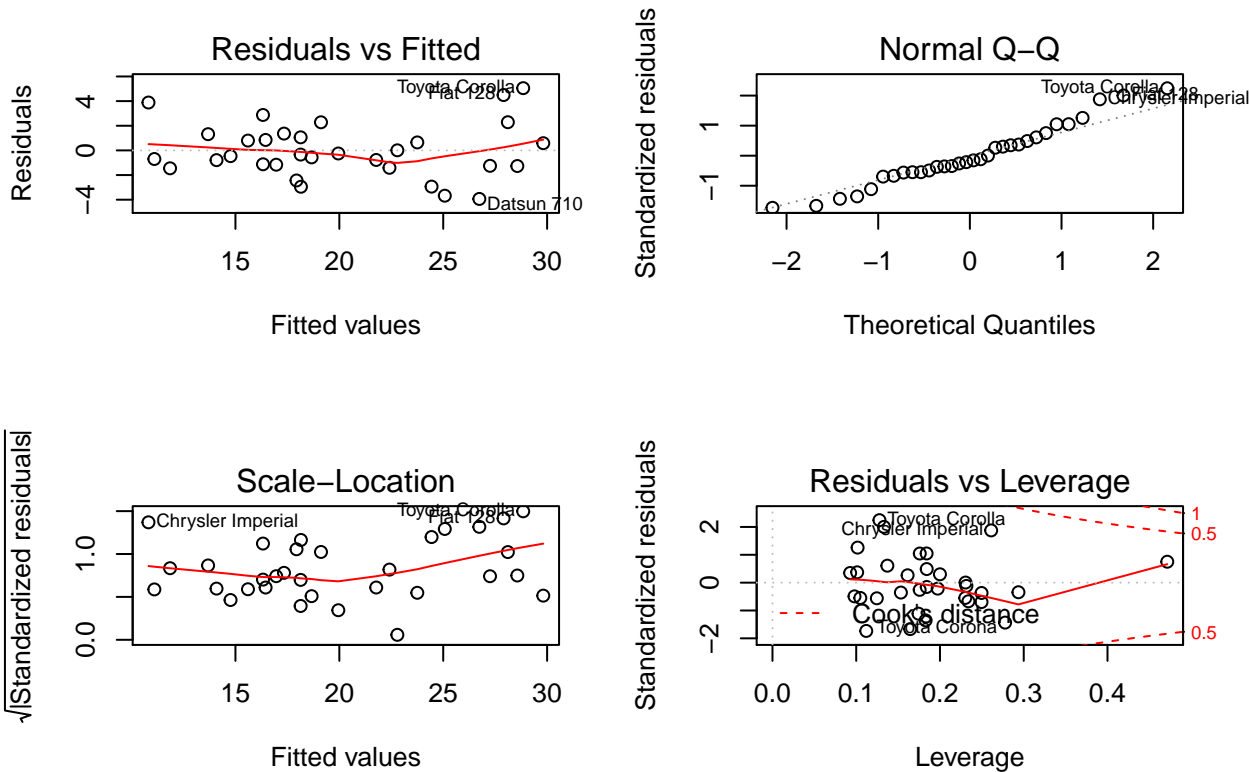 Residuals vs Fitted
Residuals
4
0
−4
Toyota Corolla
Fiat 128
Datsun 710
15 20 25 30
Fitted values
Normal Q−Q
Standardized residuals
1
−1
Toyota Corolla
Fiat 128
Chrysler Imperial
−2 −1 0 1 2
Theoretical Quantiles
Scale−Location
√|Standardized residuals|
1.0
0.0
Toyota Corolla
Fiat 128
Chrysler Imperial
15 20 25 30
Fitted values
Residuals vs Leverage
Standardized residuals
2
0
−2
Toyota Corolla
Chrysler Imperial
Cook's distance
Toyota Corona
1
0.5
0.5
0.0 0.1 0.2 0.3 0.4
Leverage